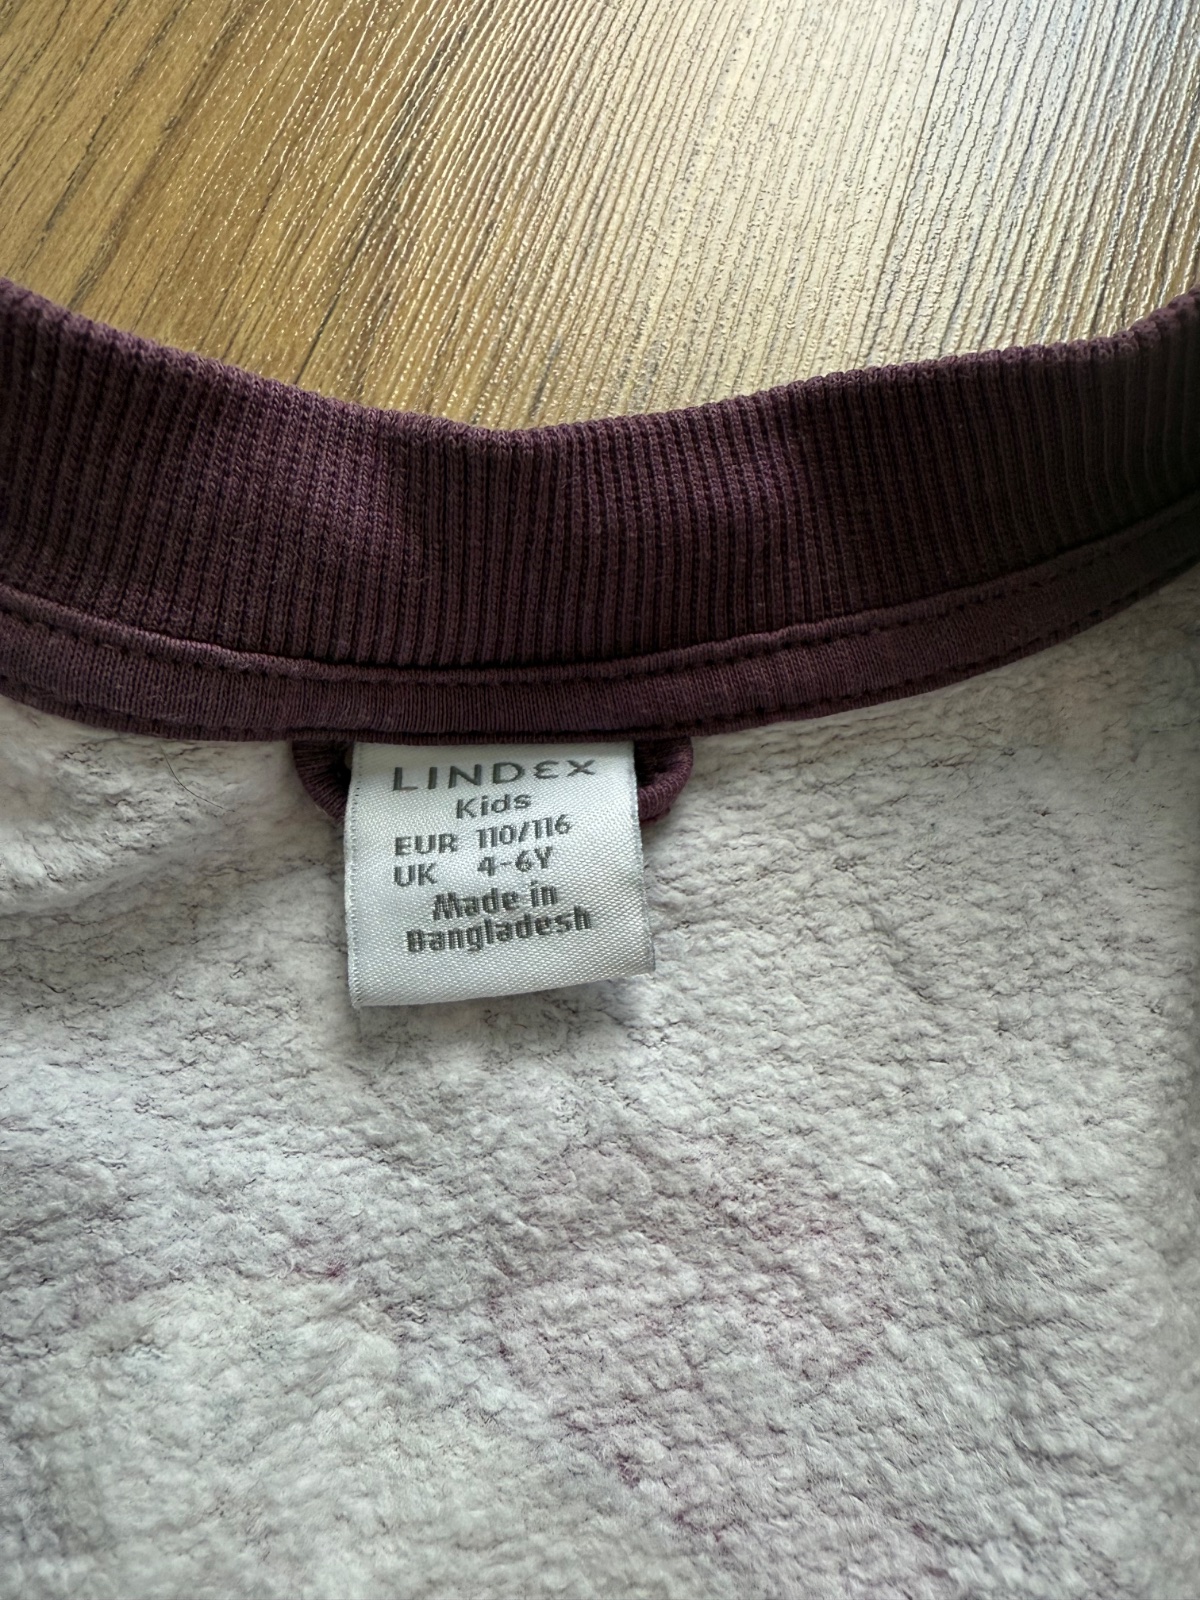 LINDEX
Kids
EUR 110/116
UK 4-6Y
Made in
Bangladesh